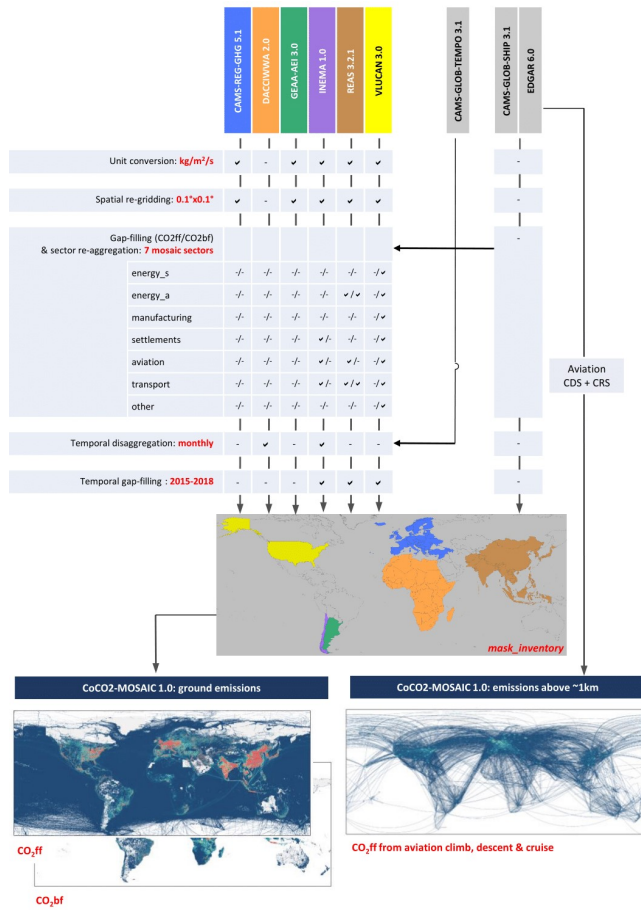 CAMS-REG-GHG 5.1
DACCIWWA 2.0
GEAA-AEI 3.0
INEMA 1.0
REAS 3.2.1
VLUCAN 3.0
CAMS-GLOB-TEMPO 3.1
CAMS-GLOB-SHIP 3.1
EDGAR 6.0
Unit conversion: kg/m²/s ✔ - ✔ ✔ ✔ ✔ -
Spatial re-gridding: 0.1°x0.1° ✔ - ✔ ✔ ✔ ✔ -
Gap-filling (CO2ff/CO2bf) -
& sector re-aggregation: 7 mosaic sectors
energy_s -/- -/- -/- -/- -/- -/✔
energy_a -/- -/- -/- -/- ✔/✔ -/✔
manufacturing -/- -/- -/- -/- -/- -/✔
settlements -/- -/- -/- ✔/- -/- -/✔
aviation -/- -/- -/- ✔/- ✔/- -/✔
transport -/- -/- -/- ✔/- ✔/✔ -/✔
other -/- -/- -/- -/- -/- -/✔
Aviation
CDS + CRS
Temporal disaggregation: monthly - ✔ - ✔ - - -
Temporal gap-filling : 2015-2018 - - - ✔ ✔ ✔ -
mask_inventory
CoCO2-MOSAIC 1.0: ground emissions
CoCO2-MOSAIC 1.0: emissions above ~1km
CO₂ff
CO₂ff from aviation climb, descent & cruise
CO₂bf